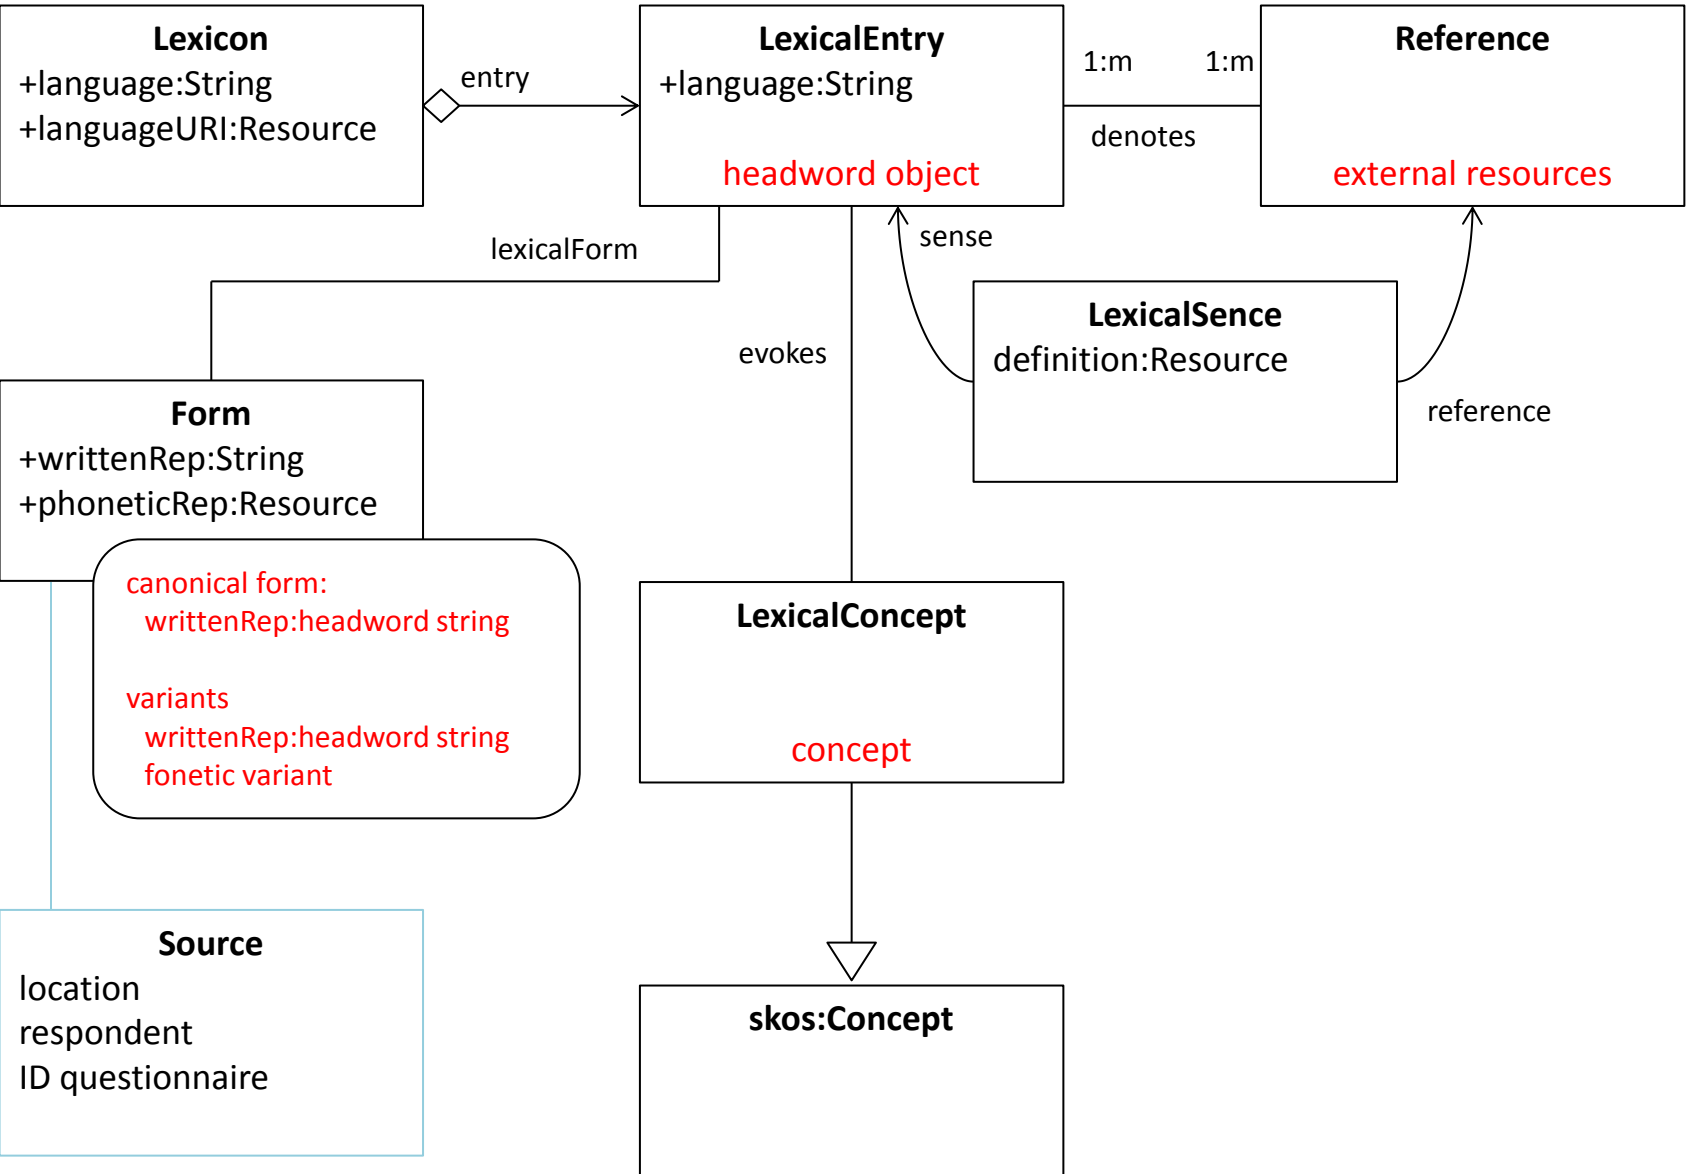 Lexicon
+language:String
+languageURI:Resource
entry
LexicalEntry
+language:String
headword object
1:m
1:m
denotes
Reference
external resources
lexicalForm
sense
LexicalSence
definition:Resource
reference
evokes
Form
+writtenRep:String
+phoneticRep:Resource
canonical form:
writtenRep:headword string
variants
writtenRep:headword string
fonetic variant
LexicalConcept
concept
Source
location
respondent
ID questionnaire
skos:Concept